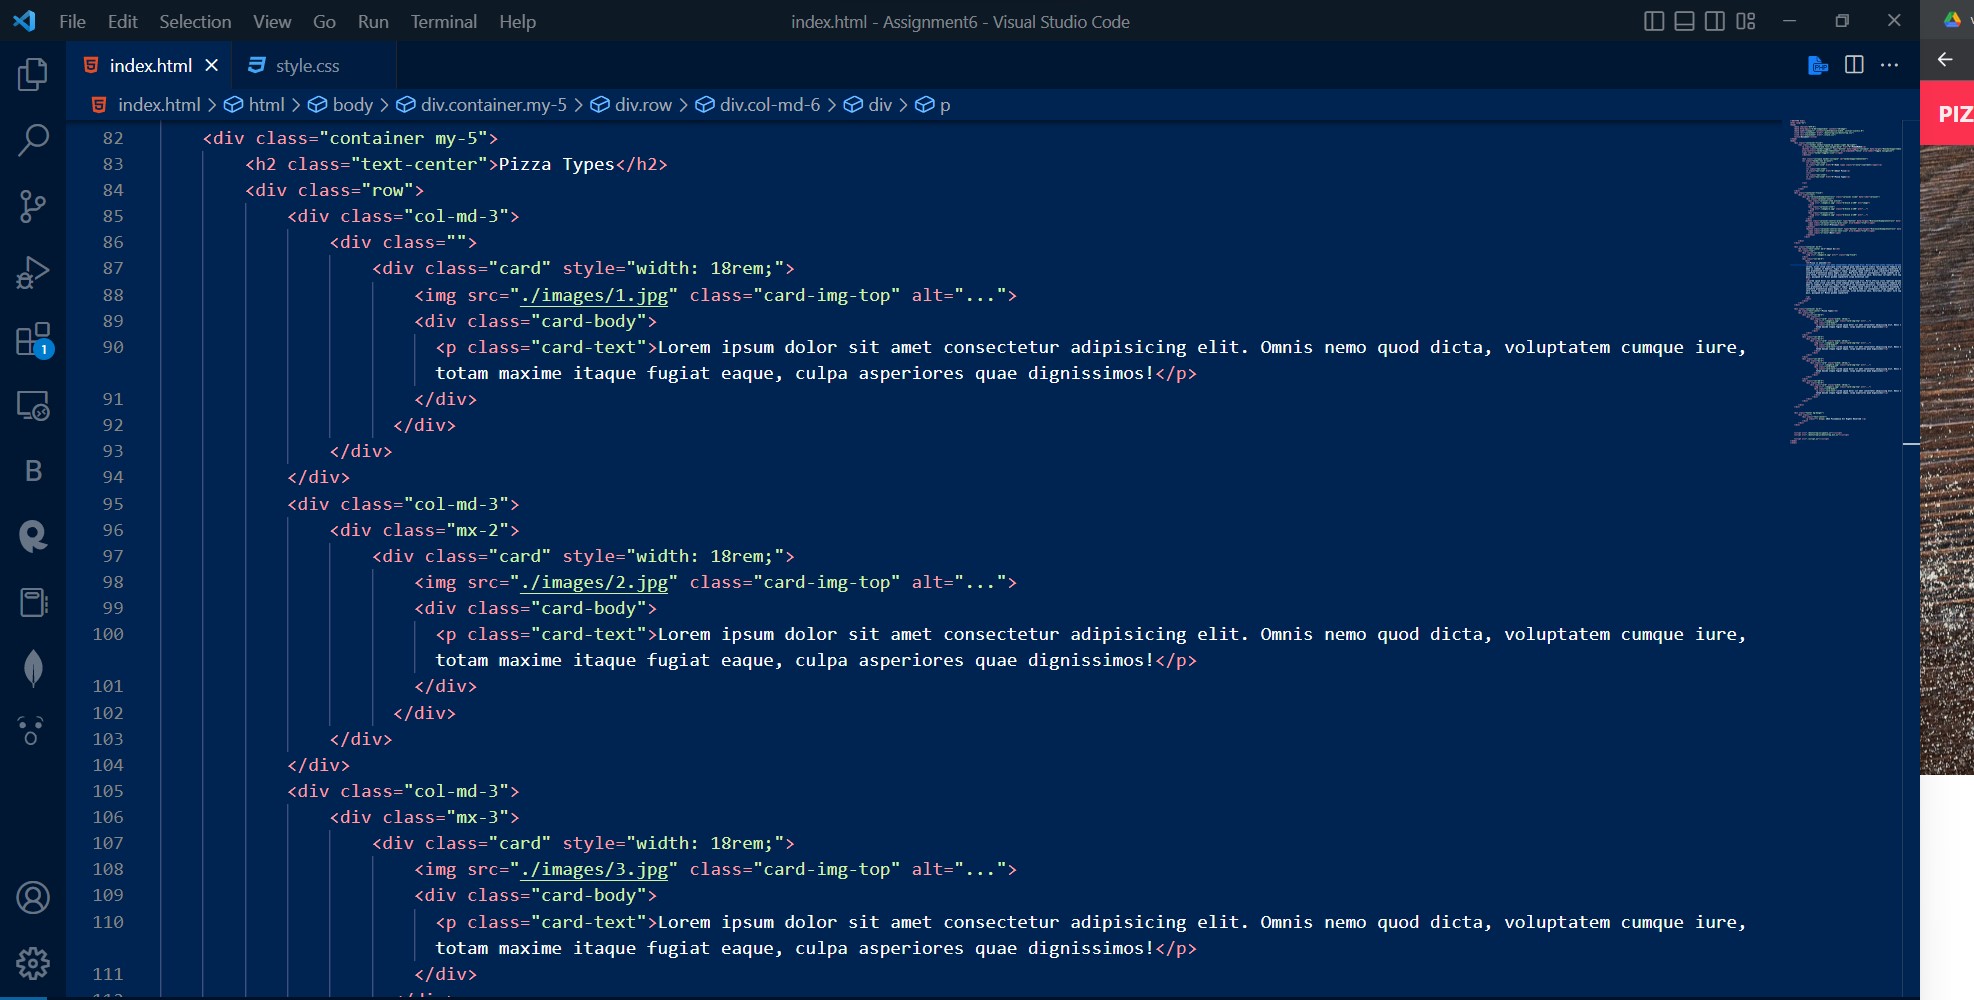 File Edit Selection View Go Run Terminal Help index.html - Assignment6 - Visual Studio Code
index.html style.css
index.html > html > body > div.container.my-5 > div.row > div.col-md-6 > div > p
PIZ
82 <div class="container my-5">
83 <h2 class="text-center">Pizza Types</h2>
84 <div class="row">
85 <div class="col-md-3">
86 <div class="">
87 <div class="card" style="width: 18rem;">
88 <img src="./images/1.jpg" class="card-img-top" alt="...">
89 <div class="card-body">
90 <p class="card-text">Lorem ipsum dolor sit amet consectetur adipisicing elit. Omnis nemo quod dicta, voluptatem cumque iure,
totam maxime itaque fugiat eaque, culpa asperiores quae dignissimos!</p>
91 </div>
92 </div>
93 </div>
94 </div>
95 <div class="col-md-3">
96 <div class="mx-2">
97 <div class="card" style="width: 18rem;">
98 <img src="./images/2.jpg" class="card-img-top" alt="...">
99 <div class="card-body">
100 <p class="card-text">Lorem ipsum dolor sit amet consectetur adipisicing elit. Omnis nemo quod dicta, voluptatem cumque iure,
totam maxime itaque fugiat eaque, culpa asperiores quae dignissimos!</p>
101 </div>
102 </div>
103 </div>
104 </div>
105 <div class="col-md-3">
106 <div class="mx-3">
107 <div class="card" style="width: 18rem;">
108 <img src="./images/3.jpg" class="card-img-top" alt="...">
109 <div class="card-body">
110 <p class="card-text">Lorem ipsum dolor sit amet consectetur adipisicing elit. Omnis nemo quod dicta, voluptatem cumque iure,
totam maxime itaque fugiat eaque, culpa asperiores quae dignissimos!</p>
111 </div>